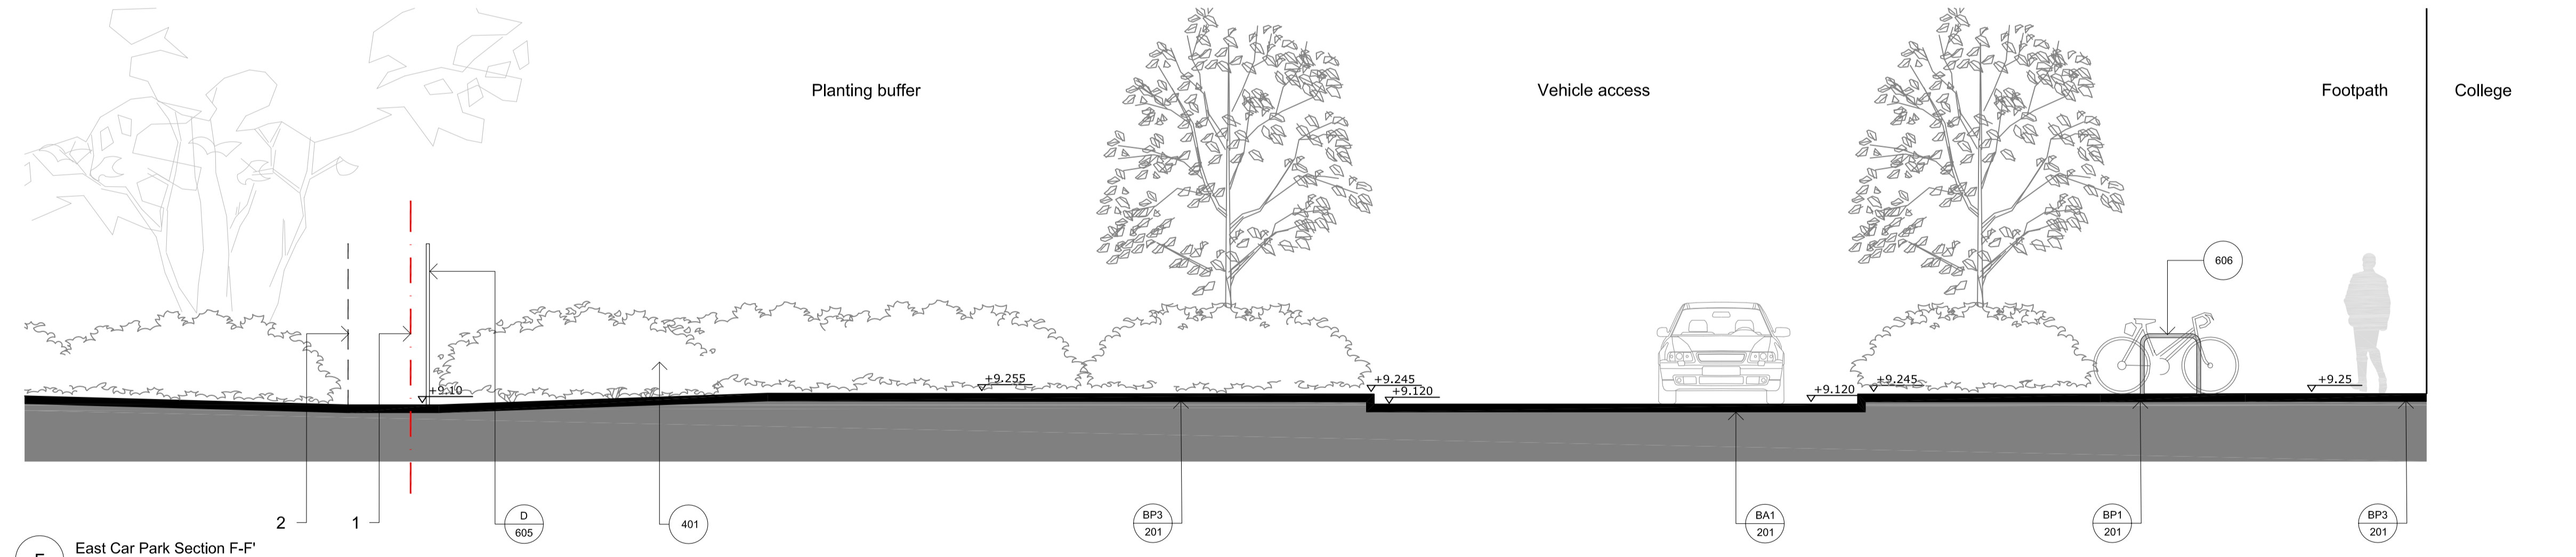 Planting buffer
Vehicle access
Footpath
College
606
+9.10
+9.255
+9.245
+9.120
+9.120
+9.245
+9.25
2
1
D
605
401
BP3
201
BA1
201
BP1
201
BP3
201
East Car Park Section F-F'